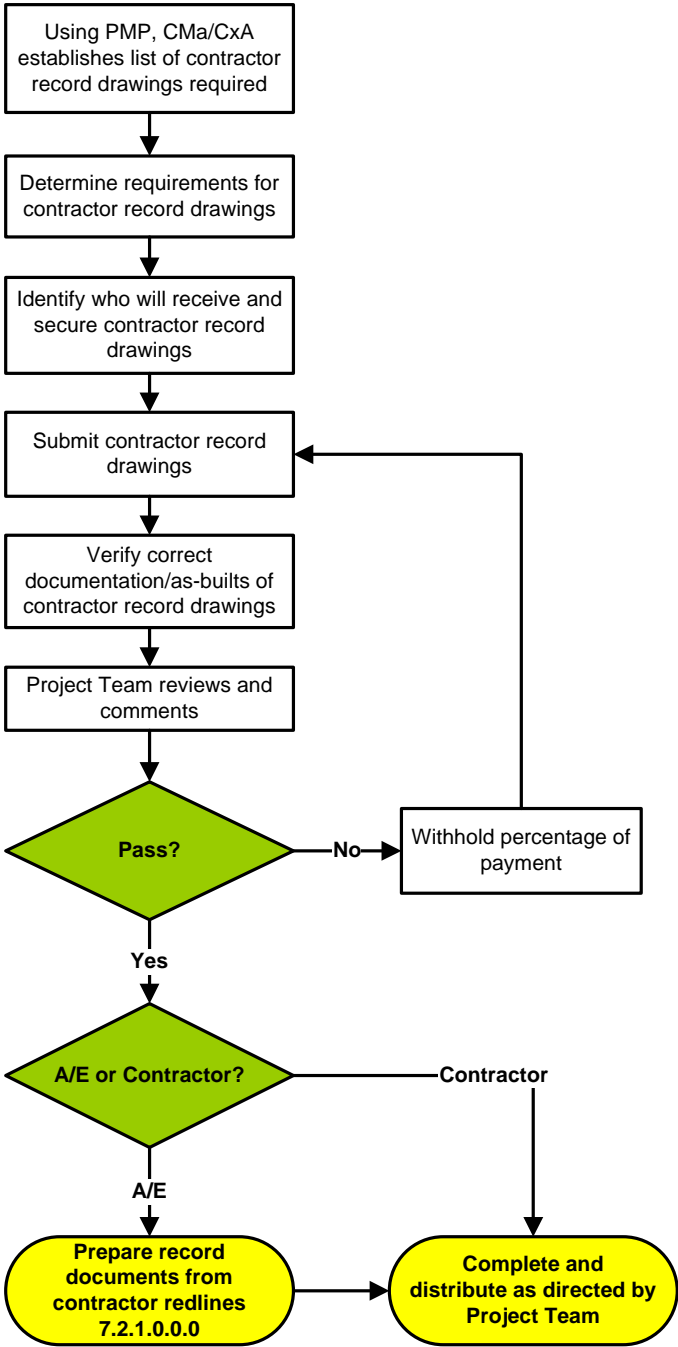 Using PMP, CMa/CxA
establishes list of contractor
record drawings required
Determine requirements for
contractor record drawings
Identify who will receive and
secure contractor record
drawings
Submit contractor record
drawings
Verify correct
documentation/as-builts of
contractor record drawings
Project Team reviews and
comments
Pass?
No
Withhold percentage of
payment
Yes
A/E or Contractor?
Contractor
A/E
Prepare record
documents from
contractor redlines
7.2.1.0.0.0
Complete and
distribute as directed by
Project Team